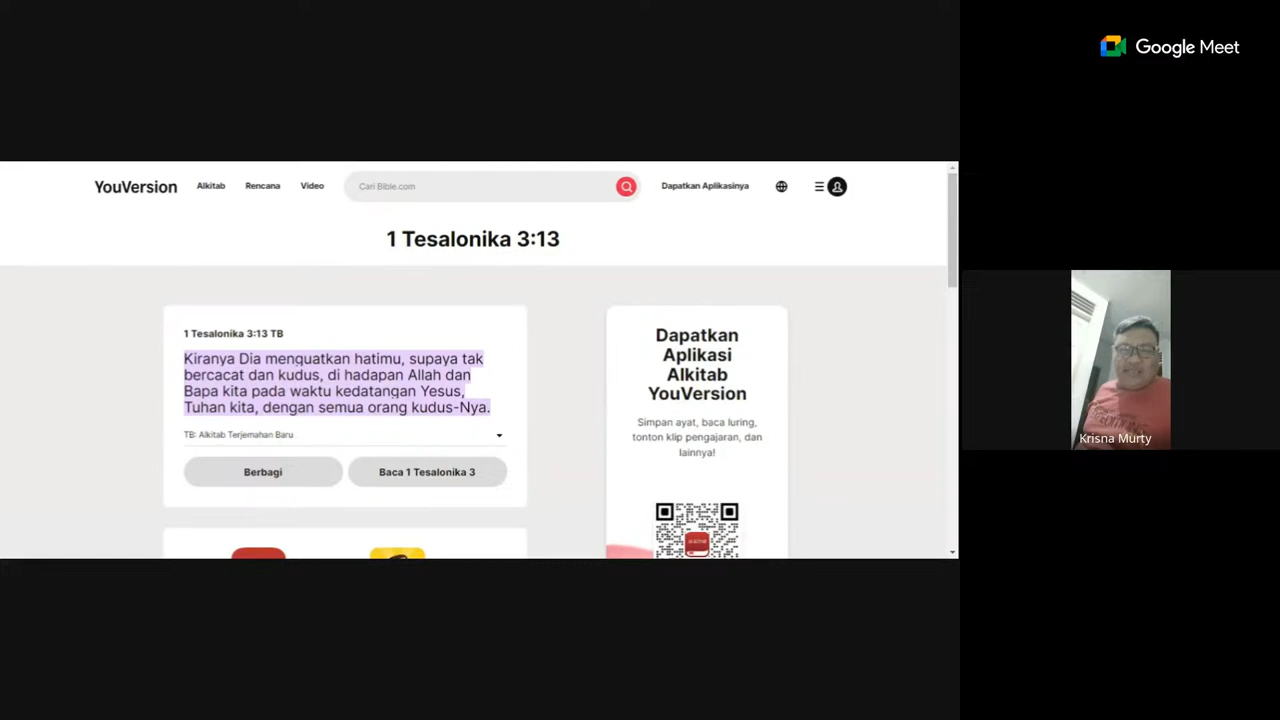 Google Meet
YouVersion Alkitab Rencana Video Cari Bible.com Dapatkan Aplikasinya
1 Tesalonika 3:13
1 Tesalonika 3:13 TB
Kiranya Dia menguatkan hatimu, supaya tak
bercacat dan kudus, di hadapan Allah dan
Bapa kita pada waktu kedatangan Yesus,
Tuhan kita, dengan semua orang kudus-Nya.
TB: Alkitab Terjemahan Baru
Berbagi Baca 1 Tesalonika 3
Dapatkan
Aplikasi
Alkitab
YouVersion
Simpan ayat, baca luring,
tonton klip pengajaran, dan
lainnya!
Krisna Murty